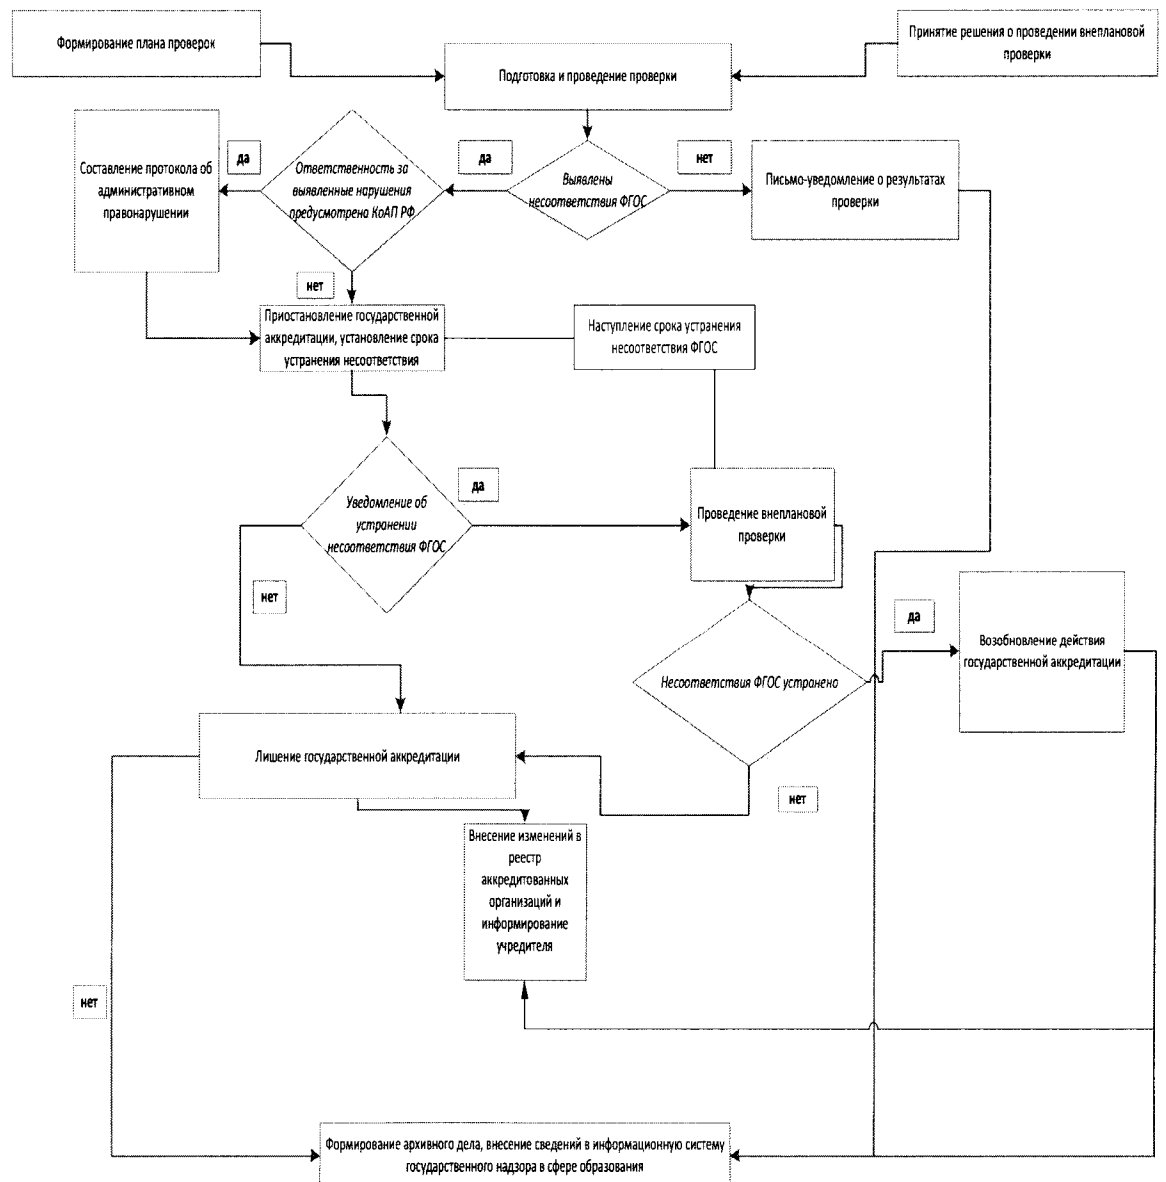 Формирование плана проверок
Принятие решения о проведении внеплановой
проверки
Подготовка и проведение проверки
Составление протокола об
административном
правонарушении
да
Ответственность за
выявленные нарушения
предусмотрена КоАП РФ
да
Выявлены
несоответствия ФГОС
нет
Письмо-уведомление о результатах
проверки
нет
Приостановление государственной
аккредитации, установление срока
устранения несоответствия
Наступление срока устранения
несоответствия ФГОС
Уведомление об
устранении
несоответствия ФГОС
да
Проведение внеплановой
проверки
нет
да
Возобновление действия
государственной аккредитации
Несоответствия ФГОС устранено
Лишение государственной аккредитации
нет
Внесение изменений в
реестр
аккредитованных
организаций и
информирование
учредителя
нет
Формирование архивного дела, внесение сведений в информационную систему
государственного надзора в сфере образования